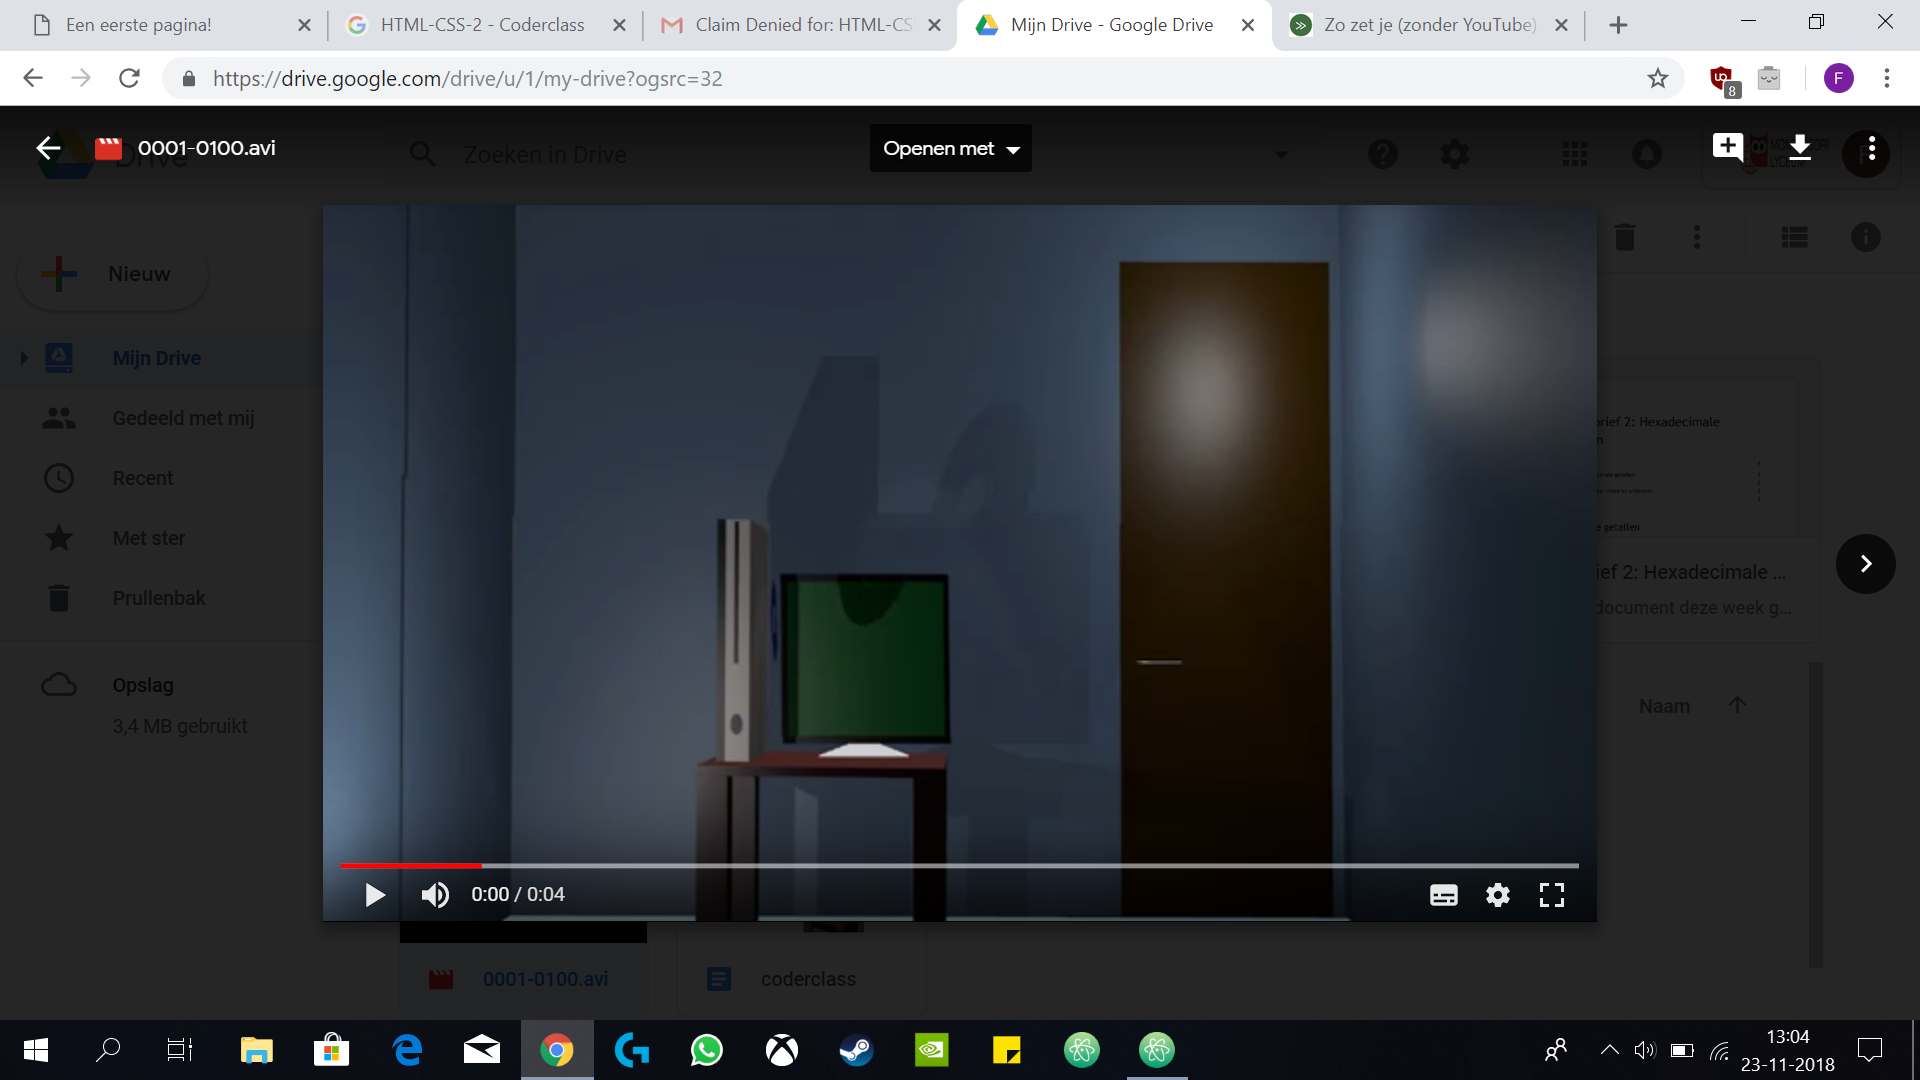 Een eerste pagina!
HTML-CSS-2 - Coderclass
Claim Denied for: HTML-CS
Mijn Drive - Google Drive
Zo zet je (zonder YouTube)
https://drive.google.com/drive/u/1/my-drive?ogsrc=32
8
F
0001-0100.avi
Drive
Zoeken in Drive
Openen met
Nieuw
Mijn Drive
Gedeeld met mij
Recent
Met ster
Prullenbak
Opslag
3,4 MB gebruikt
rief 2: Hexadecimale
n
e getallen
ief 2: Hexadecimale ...
document deze week g...
Naam
0:00 / 0:04
0001-0100.avi
coderclass
13:04
23-11-2018